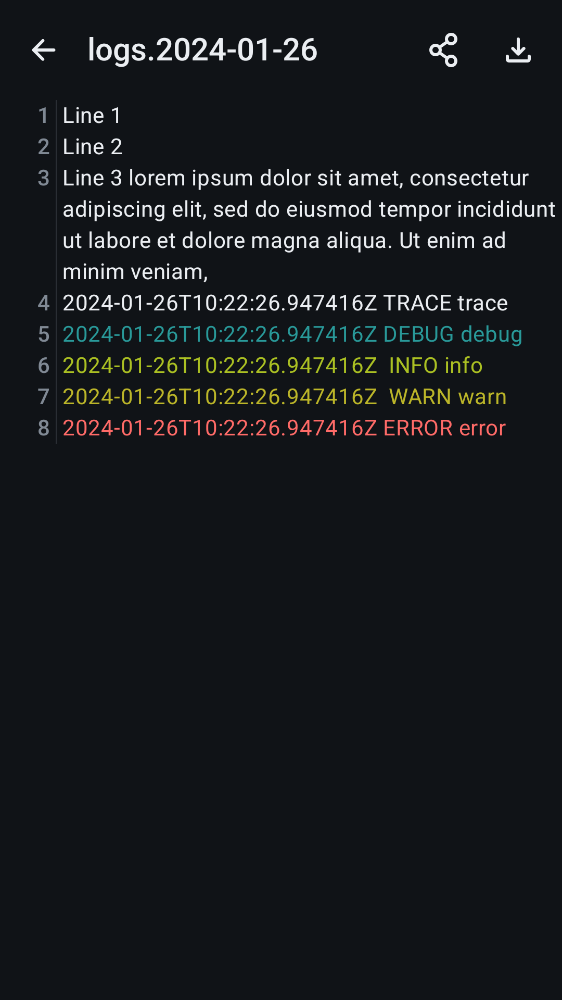 logs.2024-01-26
1 Line 1
2 Line 2
3 Line 3 lorem ipsum dolor sit amet, consectetur
adipiscing elit, sed do eiusmod tempor incididunt
ut labore et dolore magna aliqua. Ut enim ad
minim veniam,
4 2024-01-26T10:22:26.947416Z TRACE trace
5 2024-01-26T10:22:26.947416Z DEBUG debug
6 2024-01-26T10:22:26.947416Z  INFO info
7 2024-01-26T10:22:26.947416Z  WARN warn
8 2024-01-26T10:22:26.947416Z ERROR error